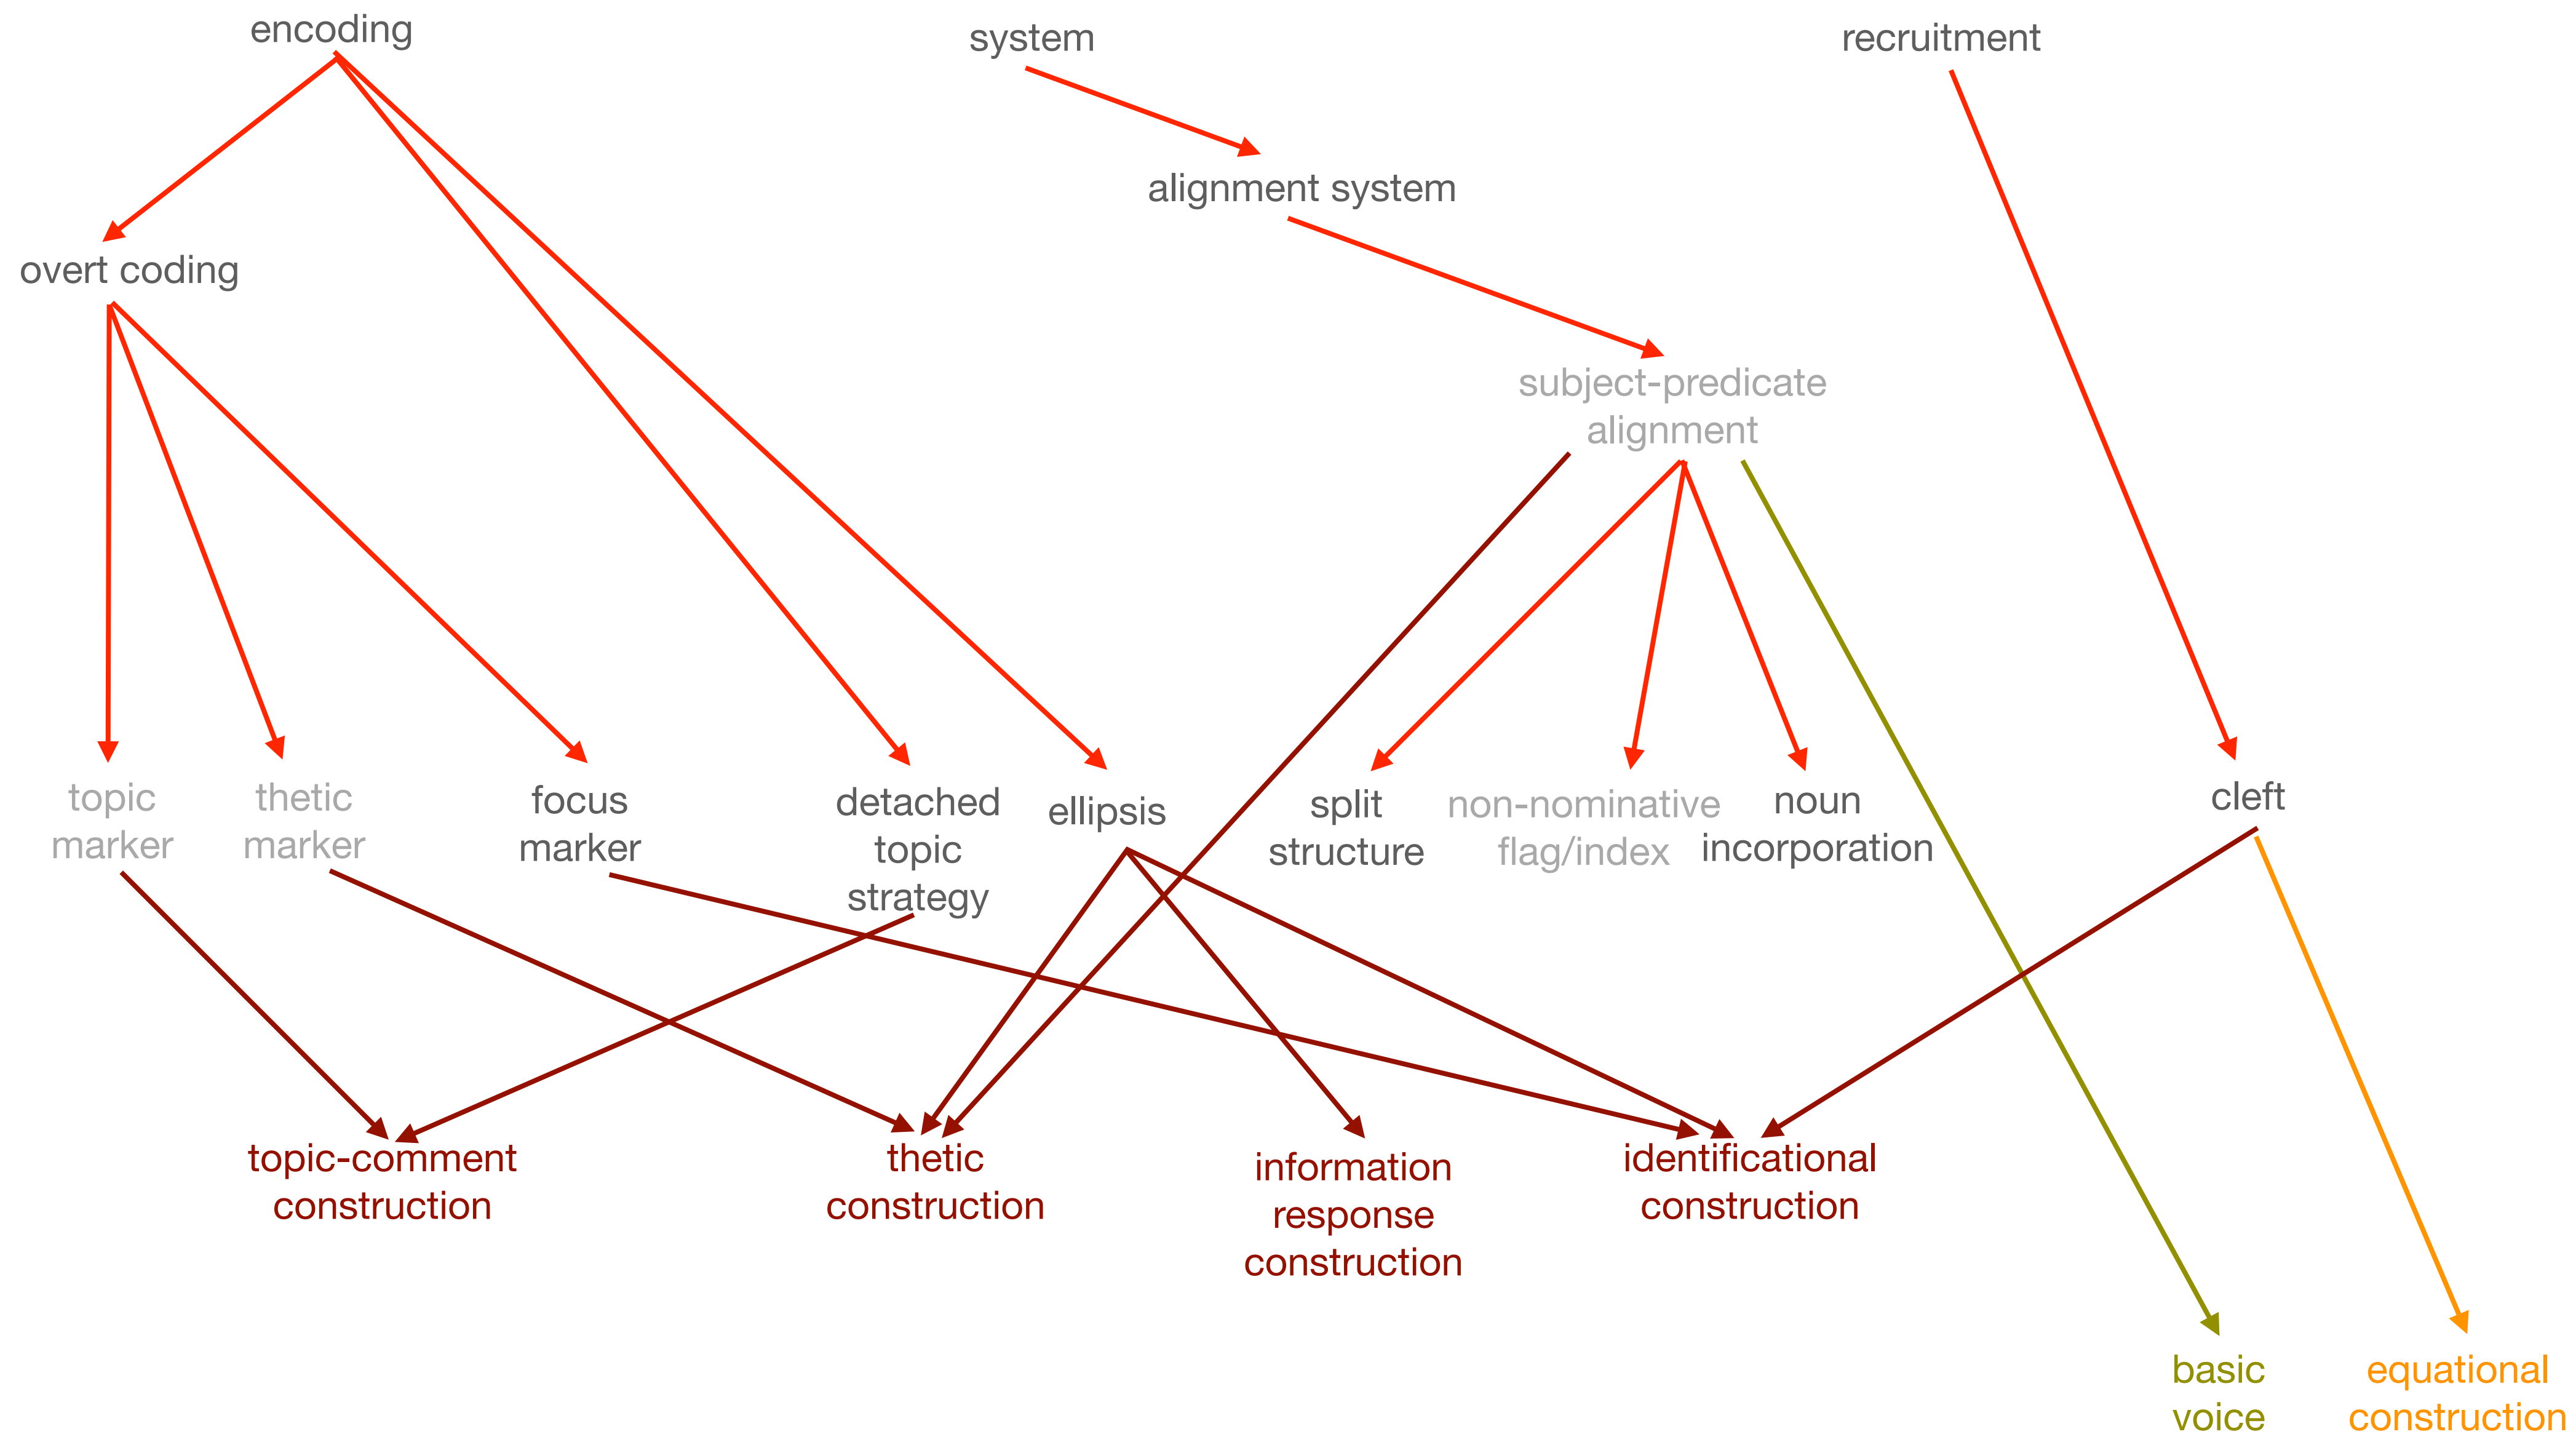 encoding
system
recruitment
alignment system
overt coding
subject-predicate
alignment
topic
marker
thetic
marker
focus
marker
detached
topic
strategy
ellipsis
split
structure
non-nominative
flag/index
noun
incorporation
cleft
topic-comment
construction
thetic
construction
information
response
construction
identificational
construction
basic
voice
equational
construction